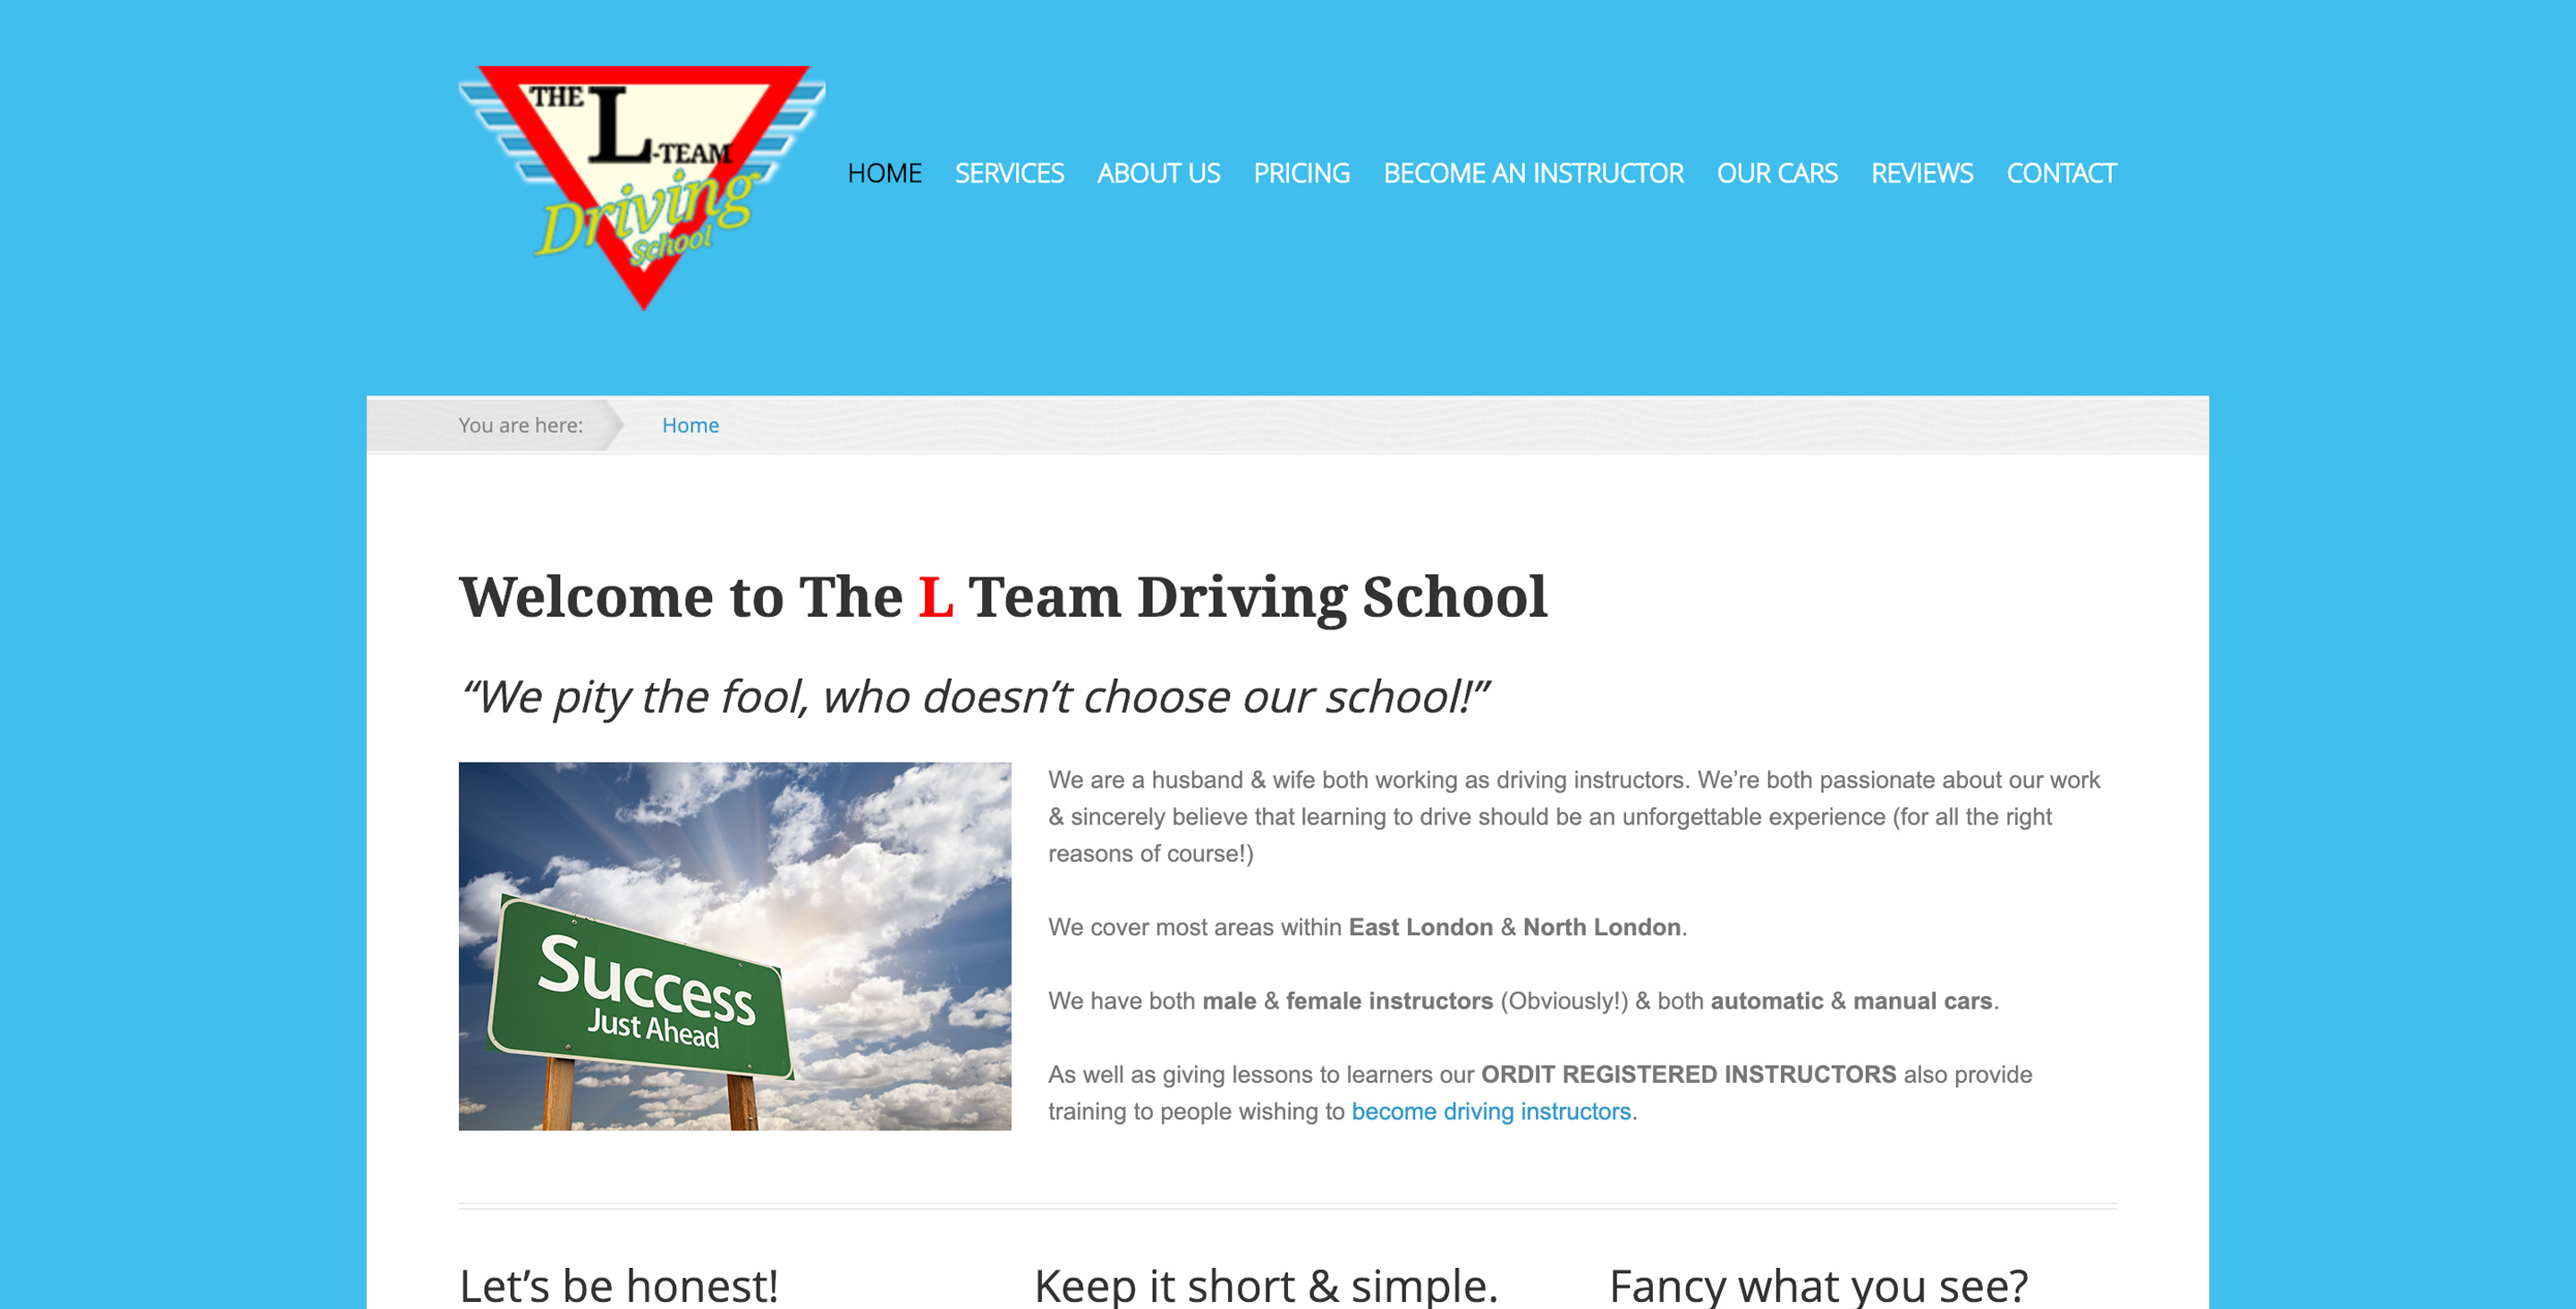 THE L-TEAM
Driving
School
HOME SERVICES ABOUT US PRICING BECOME AN INSTRUCTOR OUR CARS REVIEWS CONTACT
You are here: Home
Welcome to The L Team Driving School
“We pity the fool, who doesn’t choose our school!”
Success
Just Ahead
We are a husband & wife both working as driving instructors. We’re both passionate about our work
& sincerely believe that learning to drive should be an unforgettable experience (for all the right
reasons of course!)
We cover most areas within East London & North London.
We have both male & female instructors (Obviously!) & both automatic & manual cars.
As well as giving lessons to learners our ORDIT REGISTERED INSTRUCTORS also provide
training to people wishing to become driving instructors.
Let’s be honest! Keep it short & simple. Fancy what you see?